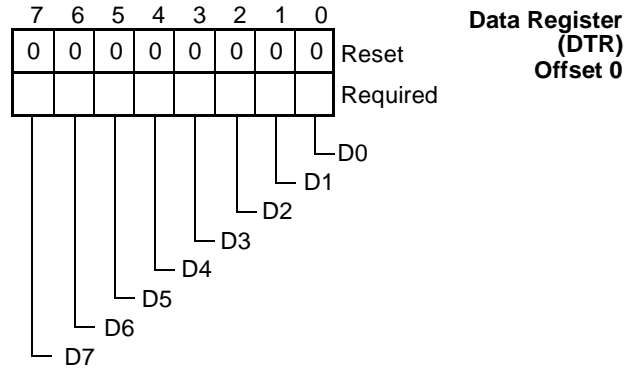 7 6 5 4 3 2 1 0
Data Register
(DTR)
Offset 0
0 0 0 0 0 0 0 0 Reset
Required
D0
D1
D2
D3
D4
D5
D6
D7